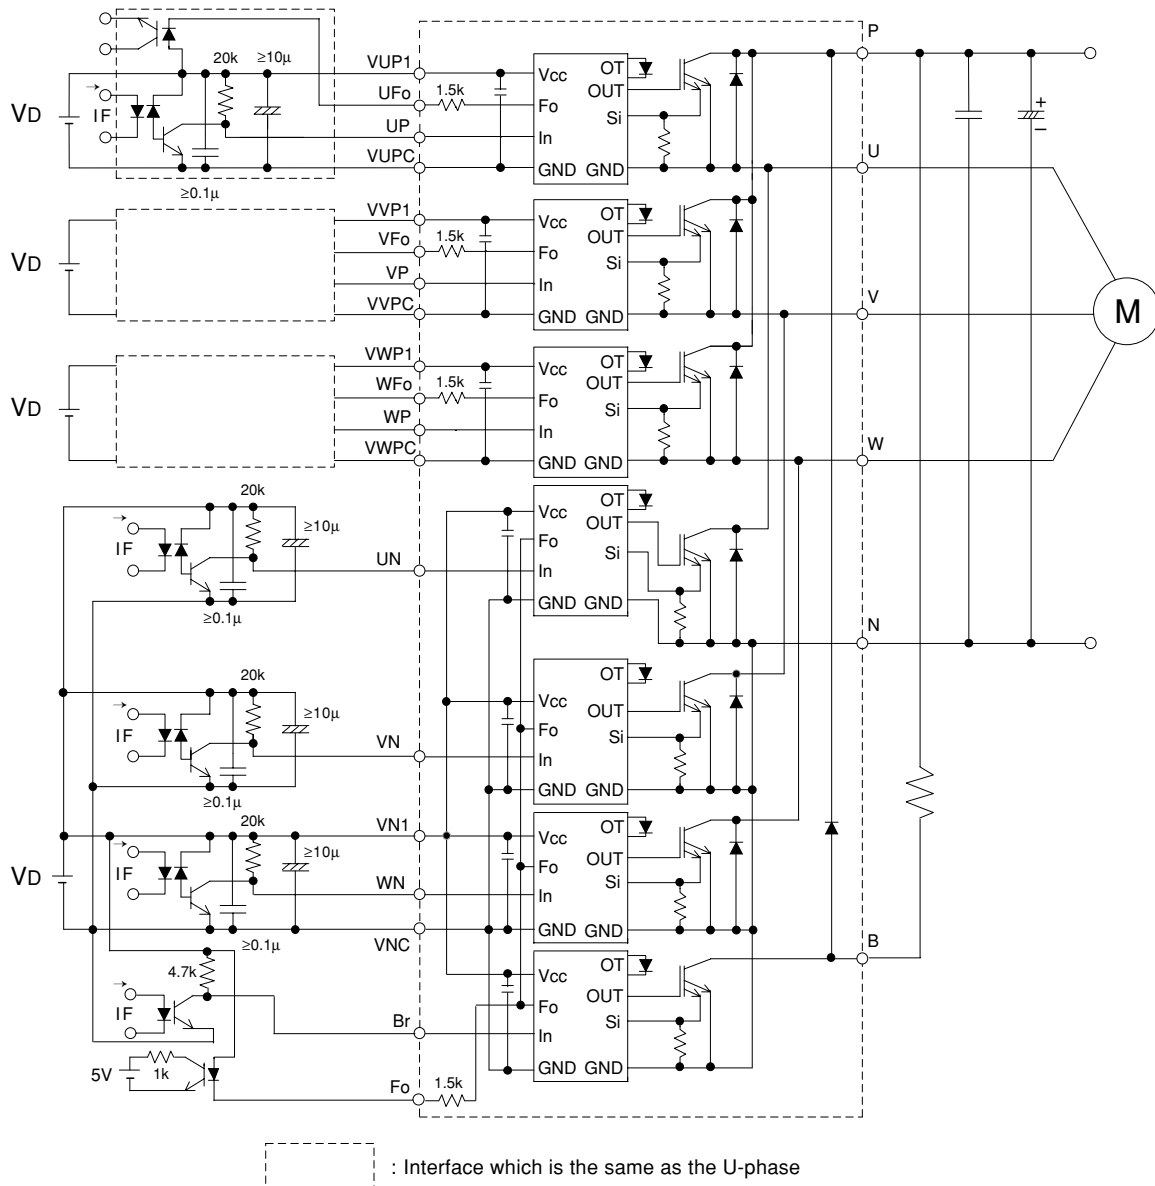 P
20k
≥10μ
VUP1
Vcc
OT
UFo
1.5k
OUT
VD
IF
Fo
Si
UP
In
VUPC
GND
GND
U
≥0.1μ
+
–
VVP1
Vcc
OT
VFo
1.5k
OUT
VD
Fo
Si
VP
In
VVPC
GND
GND
V
M
VWP1
Vcc
OT
WFo
1.5k
OUT
VD
Fo
Si
WP
In
VWPC
GND
GND
W
20k
≥10μ
Vcc
OT
OUT
IF
Fo
Si
UN
In
≥0.1μ
GND
GND
N
20k
≥10μ
Vcc
OT
OUT
IF
Fo
Si
VN
In
≥0.1μ
GND
GND
20k
≥10μ
VN1
Vcc
OT
OUT
VD
IF
Fo
Si
WN
In
≥0.1μ
VNC
GND
GND
B
4.7k
Vcc
OT
OUT
IF
Fo
Si
Br
In
5V
1k
GND
GND
Fo
1.5k
: Interface which is the same as the U-phase